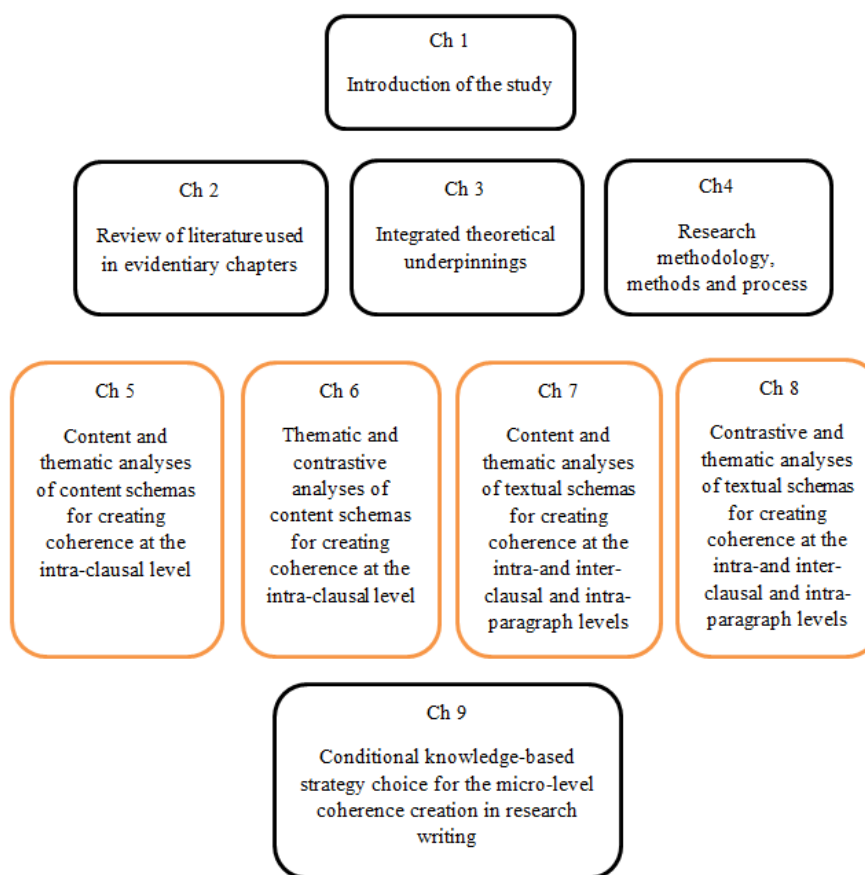 Ch 1
Introduction of the study
Ch 2
Review of literature used
in evidentiary chapters
Ch 3
Integrated theoretical
underpinnings
Ch4
Research
methodology,
methods and process
Ch 5
Content and
thematic analyses
of content schemas
for creating
coherence at the
intra-clausal level
Ch 6
Thematic and
contrastive
analyses of
content schemas
for creating
coherence at the
intra-clausal level
Ch 7
Content and
thematic analyses
of textual schemas
for creating
coherence at the
intra-and inter-
clausal and intra-
paragraph levels
Ch 8
Contrastive and
thematic analyses
of textual schemas
for creating
coherence at the
intra-and inter-
clausal and intra-
paragraph levels
Ch 9
Conditional knowledge-based
strategy choice for the micro-level
coherence creation in research
writing